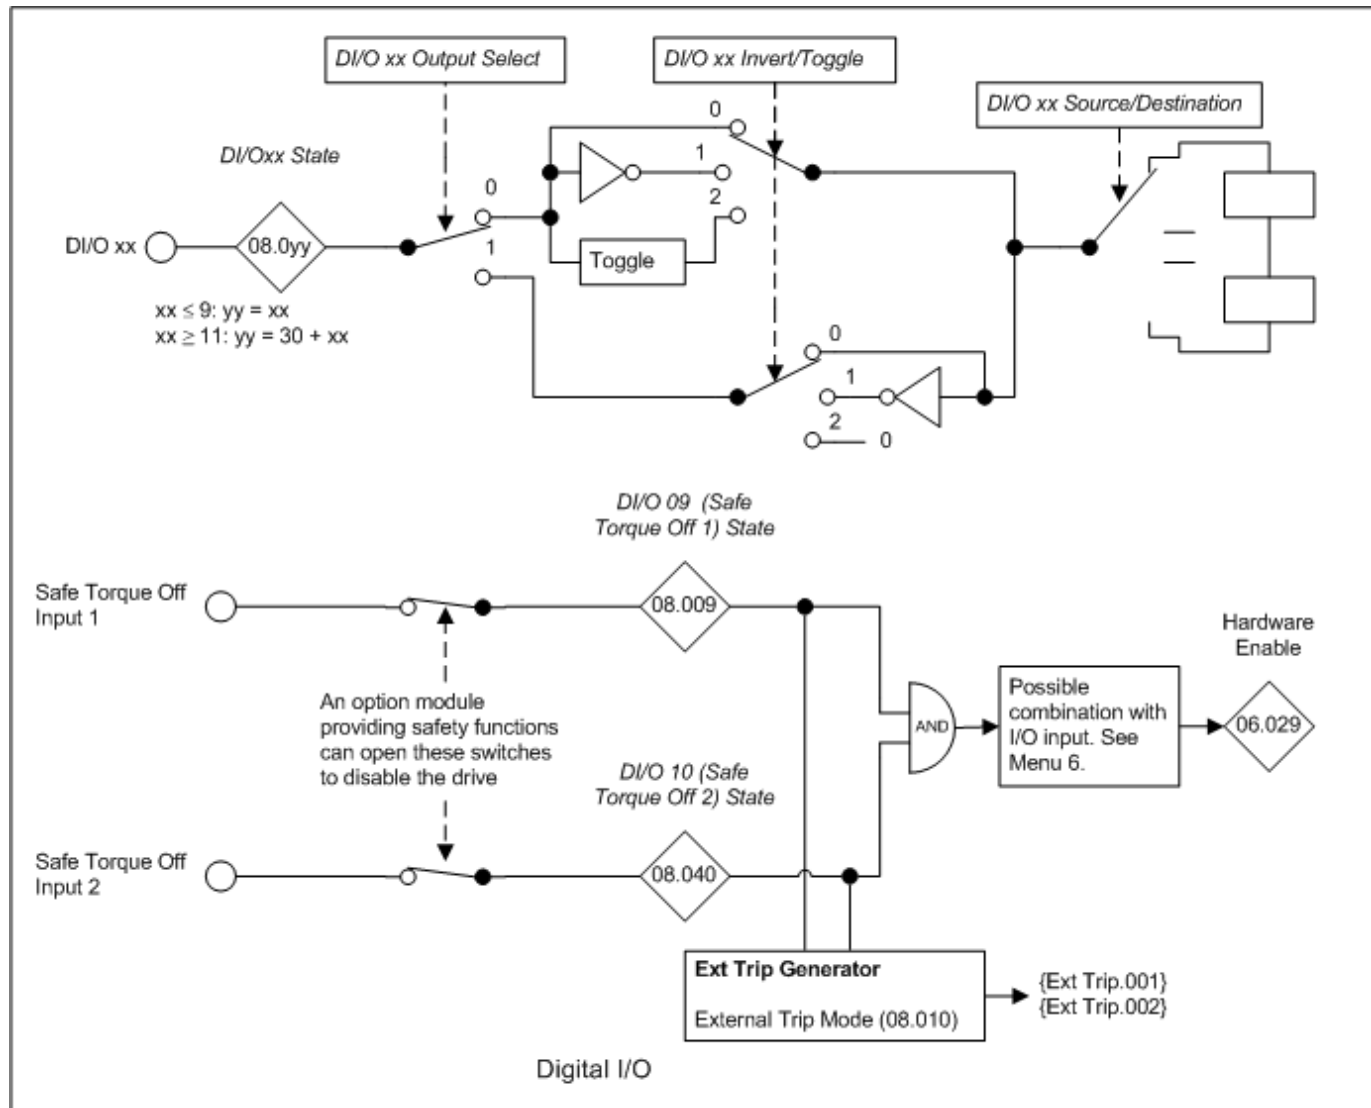 DI/O xx Output Select
DI/O xx Invert/Toggle
DI/O xx Source/Destination
DI/Oxx State
0
1
0
1
2
DI/O xx
08.0yy
Toggle
xx ≤ 9: yy = xx
xx ≥ 11: yy = 30 + xx
0
1
2
0
DI/O 09 (Safe
Torque Off 1) State
Safe Torque Off
Input 1
08.009
Hardware
Enable
An option module
providing safety functions
can open these switches
to disable the drive
AND
Possible
combination with
I/O input. See
Menu 6.
06.029
DI/O 10 (Safe
Torque Off 2) State
Safe Torque Off
Input 2
08.040
Ext Trip Generator
External Trip Mode (08.010)
{Ext Trip.001}
{Ext Trip.002}
Digital I/O